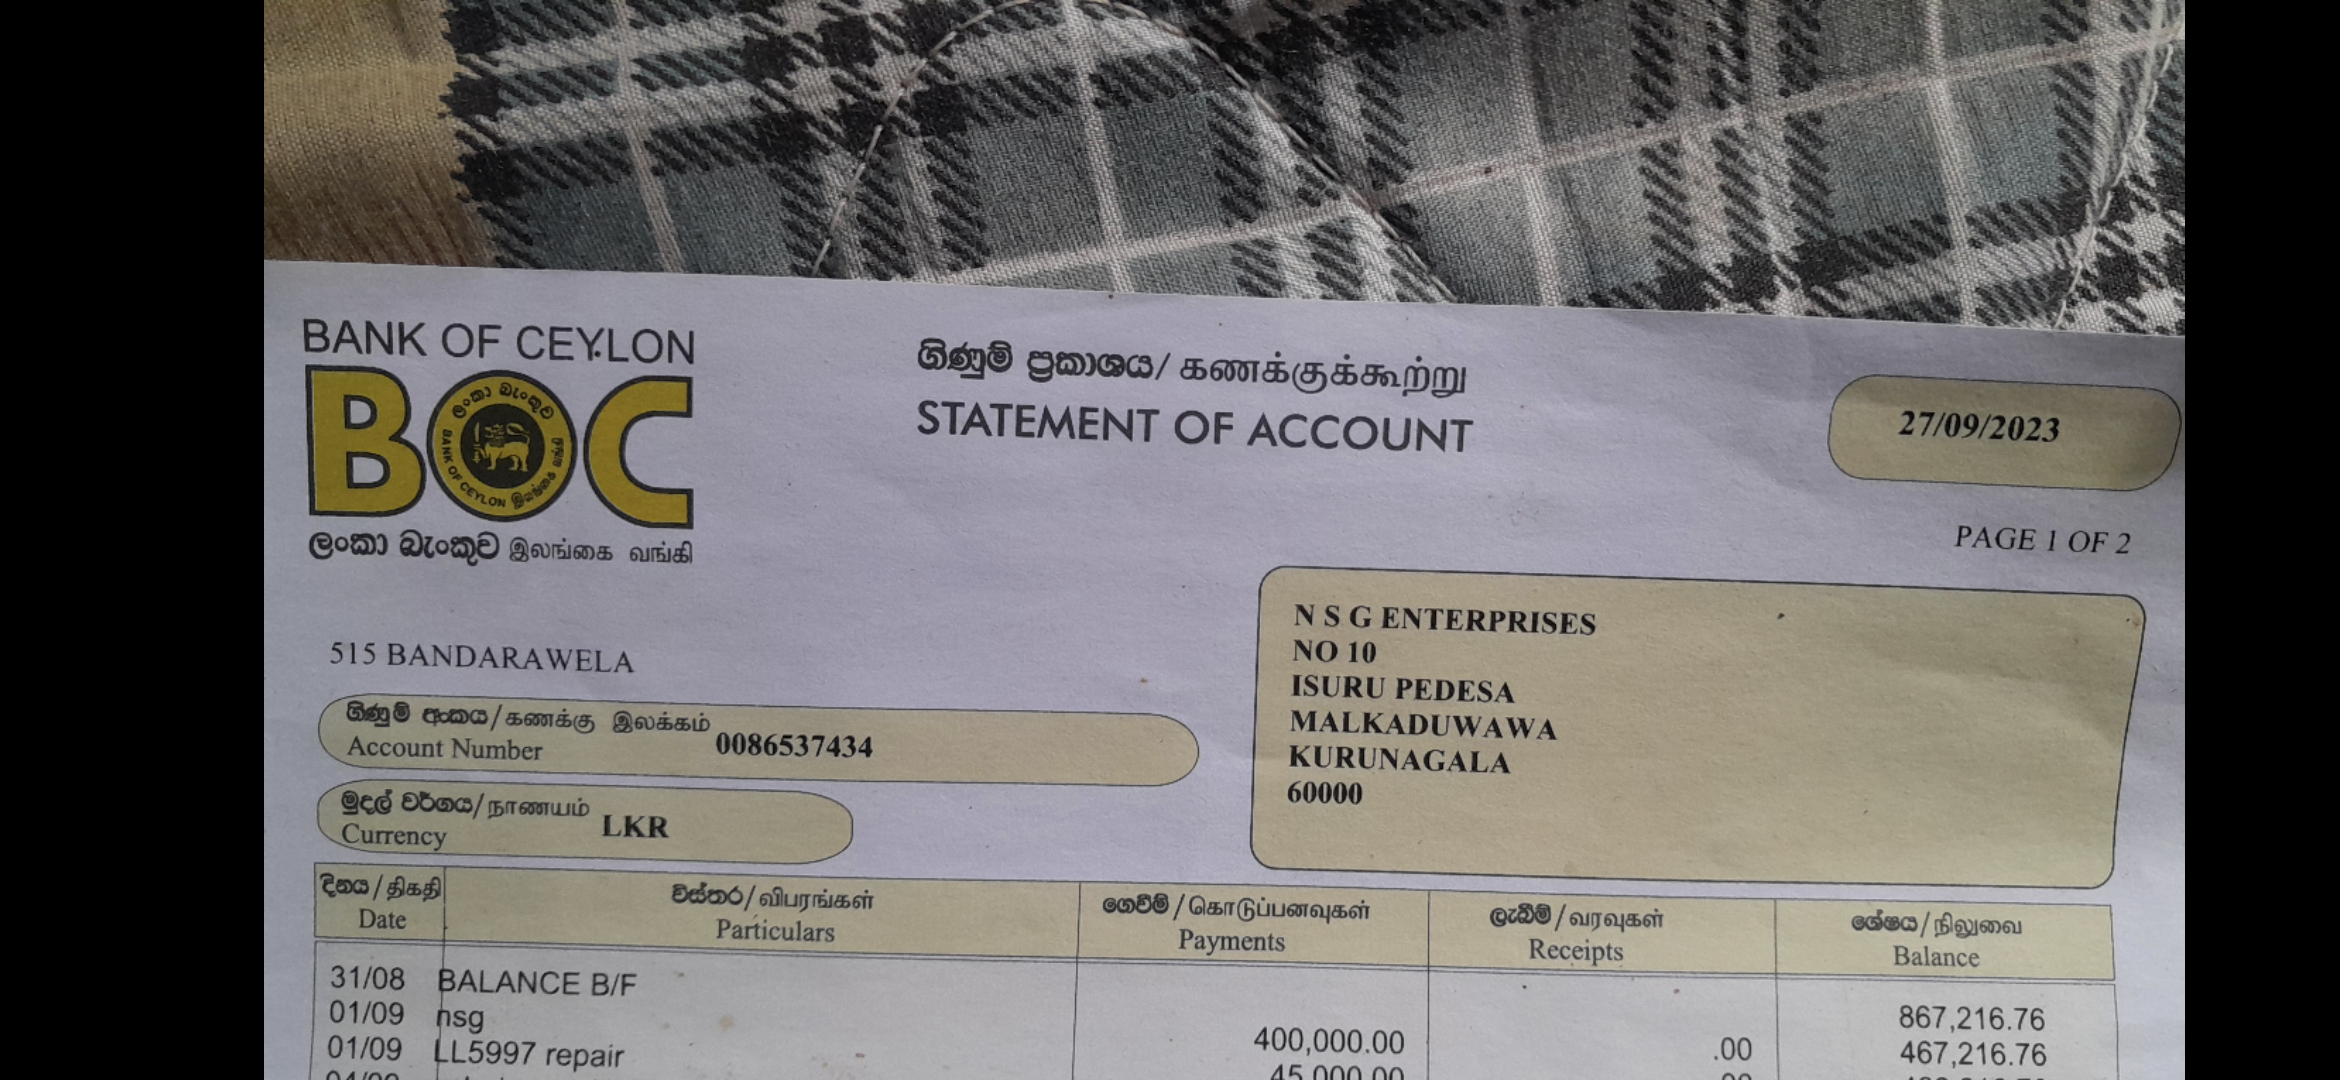 BANK OF CEYLON
BOC
ලංකා බැංකුව
BANK OF CEYLON இலங்கை வங்கி
ලංකා බැංකුව இலங்கை வங்கி
ගිණුම් ප්‍රකාශය/ கணக்குக்கூற்று
STATEMENT OF ACCOUNT
27/09/2023
PAGE 1 OF 2
515 BANDARAWELA
N S G ENTERPRISES
NO 10
ISURU PEDESA
MALKADUWAWA
KURUNAGALA
60000
ගිණුම් අංකය/கணக்கு இலக்கம்
Account Number 0086537434
මුදල් වර්ගය/நாணயம்
Currency LKR
දිනය/திகதி විස්තර/விபரங்கள் ගෙවීම්/கொடுப்பனவுகள் ලැබීම්/வரவுகள் ශේෂය/நிலுவை
Date Particulars Payments Receipts Balance
31/08 BALANCE B/F 867,216.76
01/09 nsg 400,000.00 .00 467,216.76
01/09 LL5997 repair 45,000.00